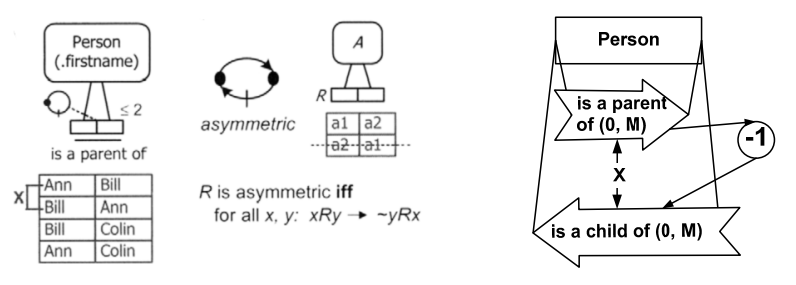 Person
(.firstname)
≤ 2
is a parent of
X
Ann Bill
Bill Ann
Bill Colin
Ann Colin
asymmetric
A
R
a1 a2
a2 a1
R is asymmetric iff
for all x, y: xRy → ~yRx
Person
is a parent
of (0, M)
-1
X
is a child of (0, M)